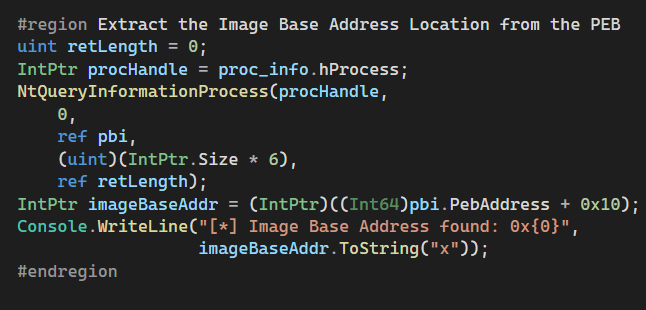 #region Extract the Image Base Address Location from the PEB
uint retLength = 0;
IntPtr procHandle = proc_info.hProcess;
NtQueryInformationProcess(procHandle,
    0,
    ref pbi,
    (uint)(IntPtr.Size * 6),
    ref retLength);
IntPtr imageBaseAddr = (IntPtr)((Int64)pbi.PebAddress + 0x10);
Console.WriteLine("[*] Image Base Address found: 0x{0}",
                  imageBaseAddr.ToString("x"));
#endregion